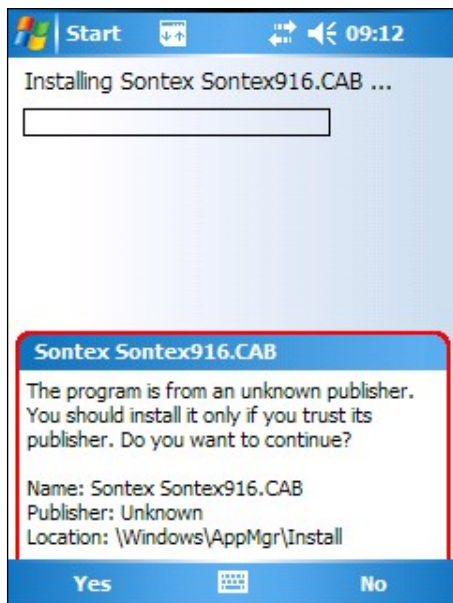 Start 09:12
Installing Sontex Sontex916.CAB ...
Sontex Sontex916.CAB
The program is from an unknown publisher.
You should install it only if you trust its
publisher. Do you want to continue?
Name: Sontex Sontex916.CAB
Publisher: Unknown
Location: \Windows\AppMgr\Install
Yes No